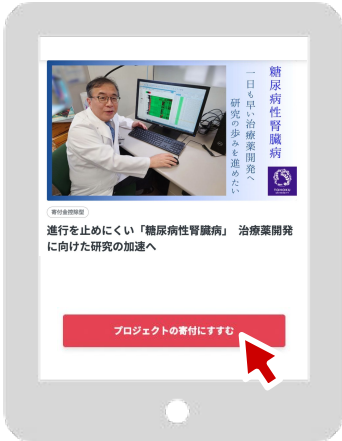 糖尿病性腎臓病
一日も早い治療薬開発へ
研究の歩みを進めたい
TOHOKU
寄付金控除型
進行を止めにくい「糖尿病性腎臓病」 治療薬開発
に向けた研究の加速へ
プロジェクトの寄付にすすむ